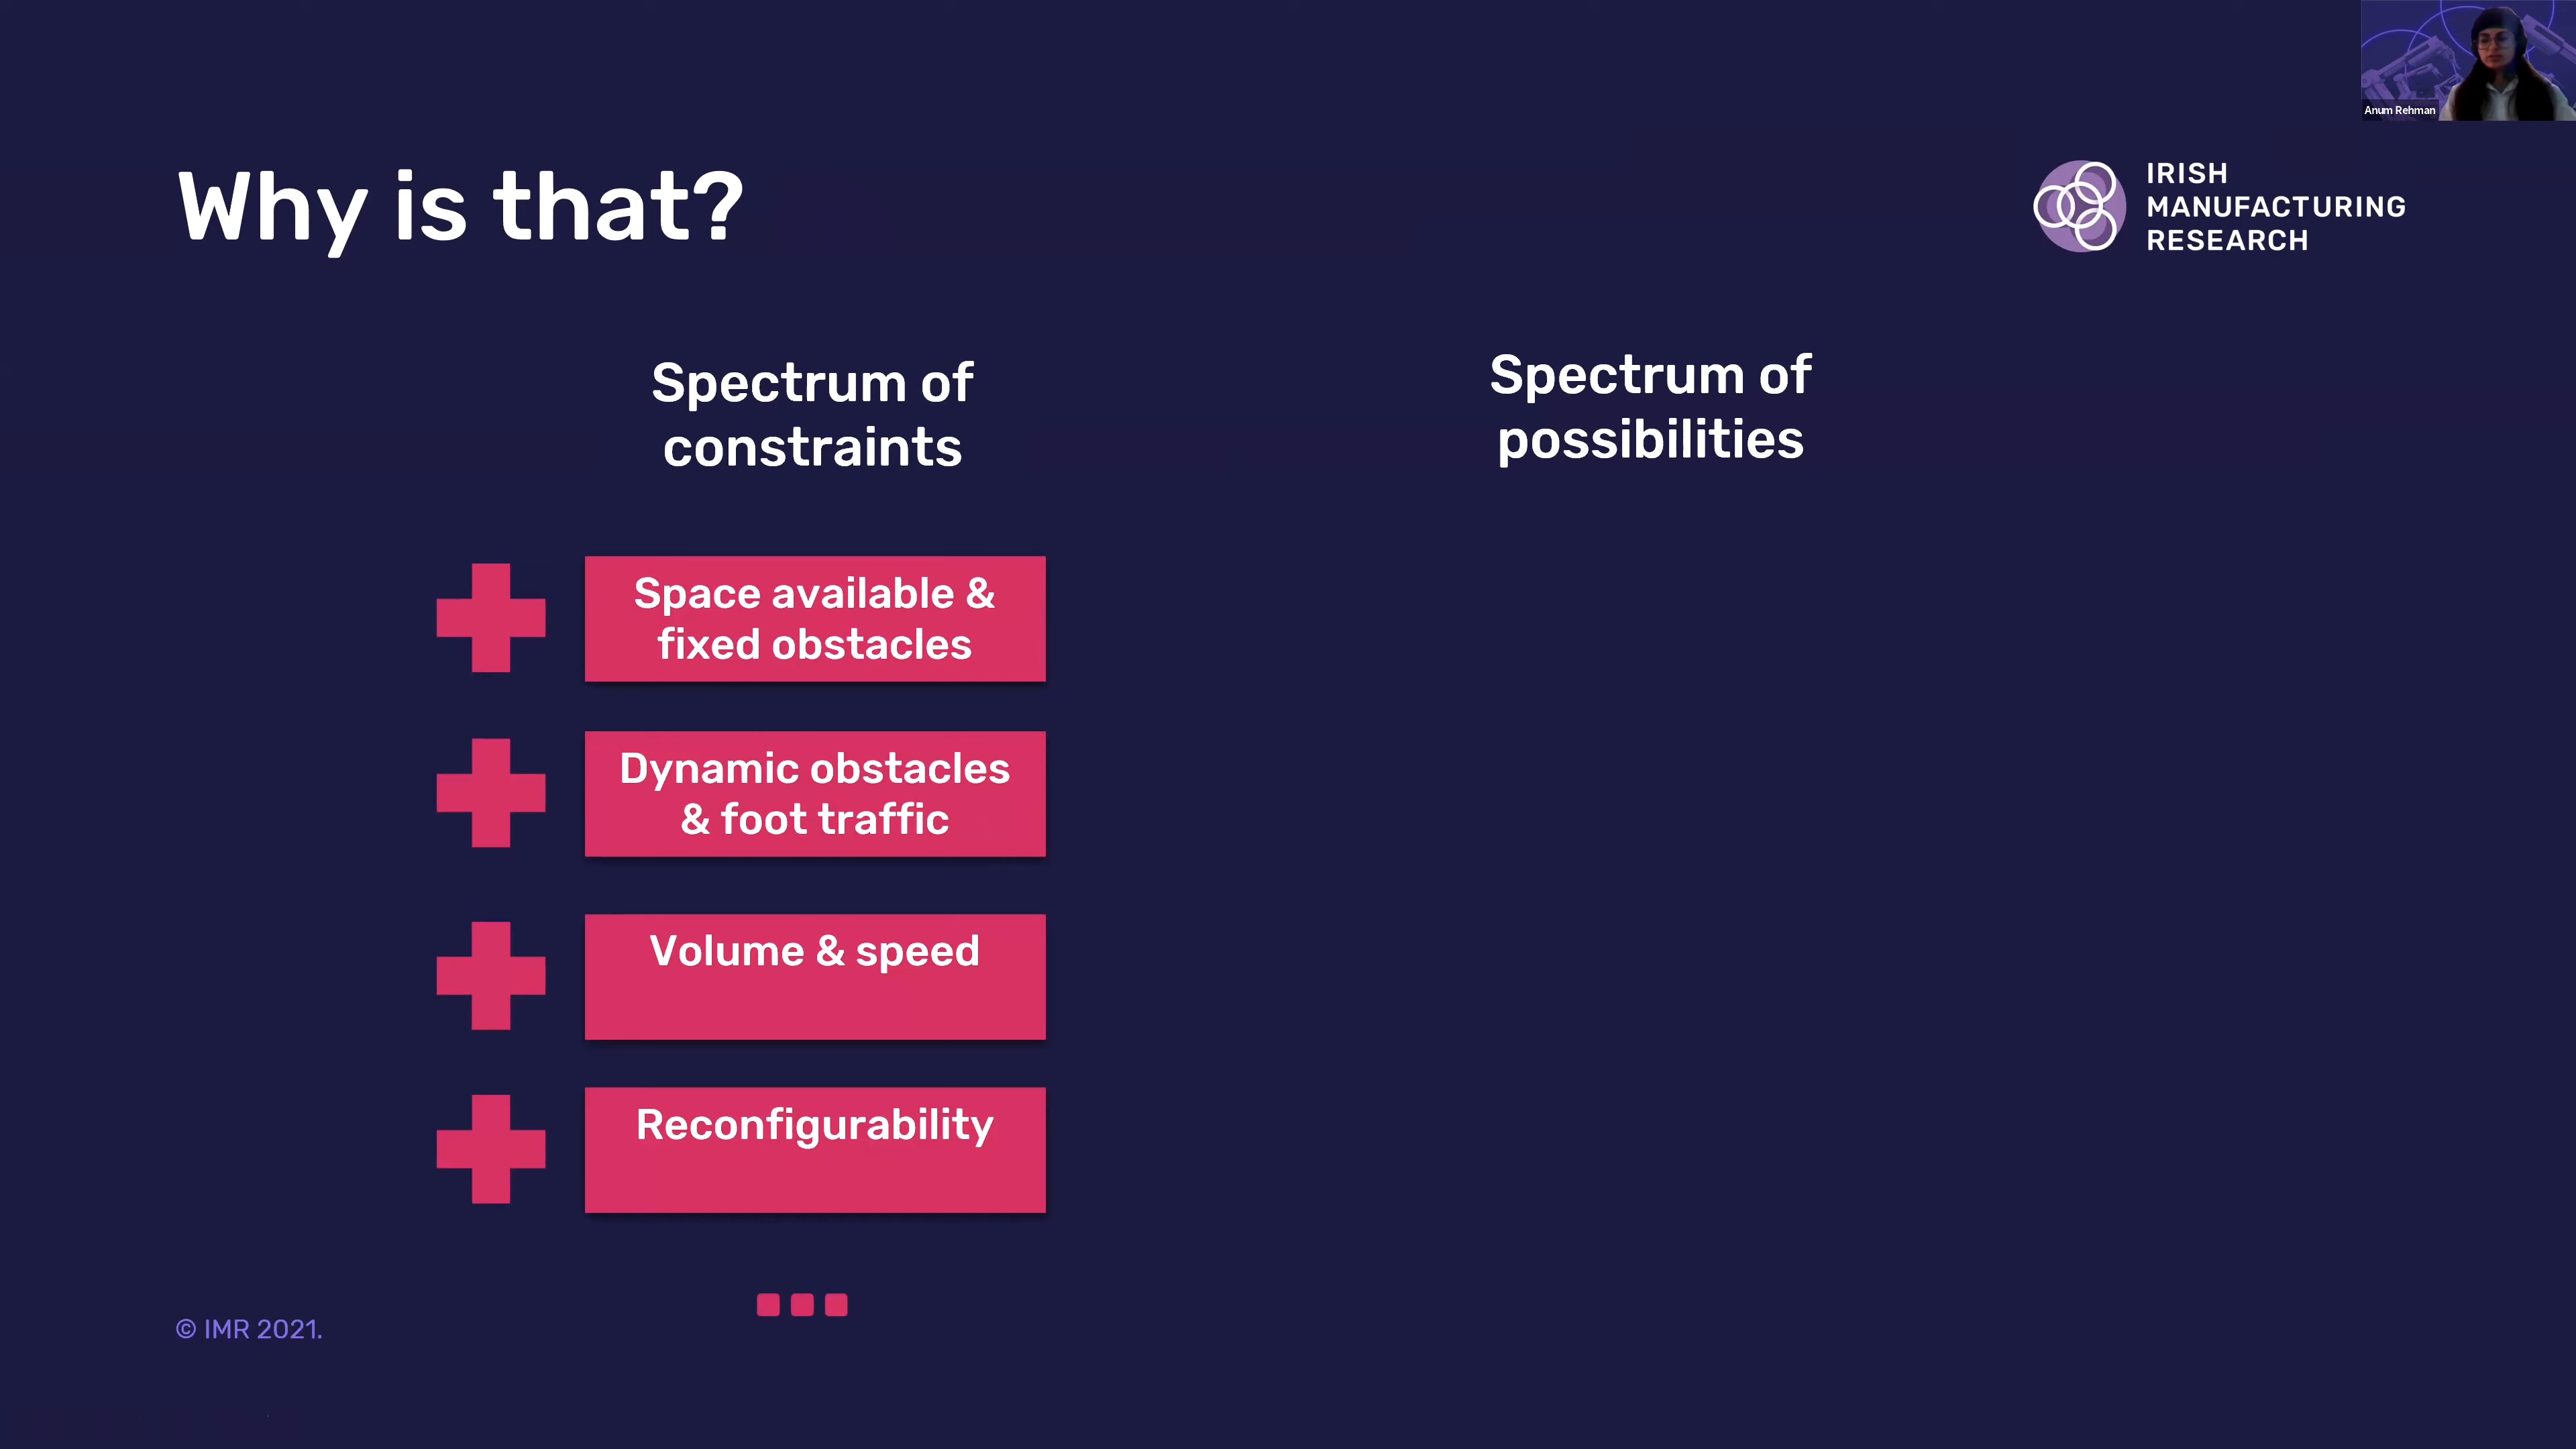 Anum Rehman
Why is that?
IRISH
MANUFACTURING
RESEARCH
Spectrum of
constraints
Spectrum of
possibilities
Space available &
fixed obstacles
Dynamic obstacles
& foot traffic
Volume & speed
Reconfigurability
© IMR 2021.